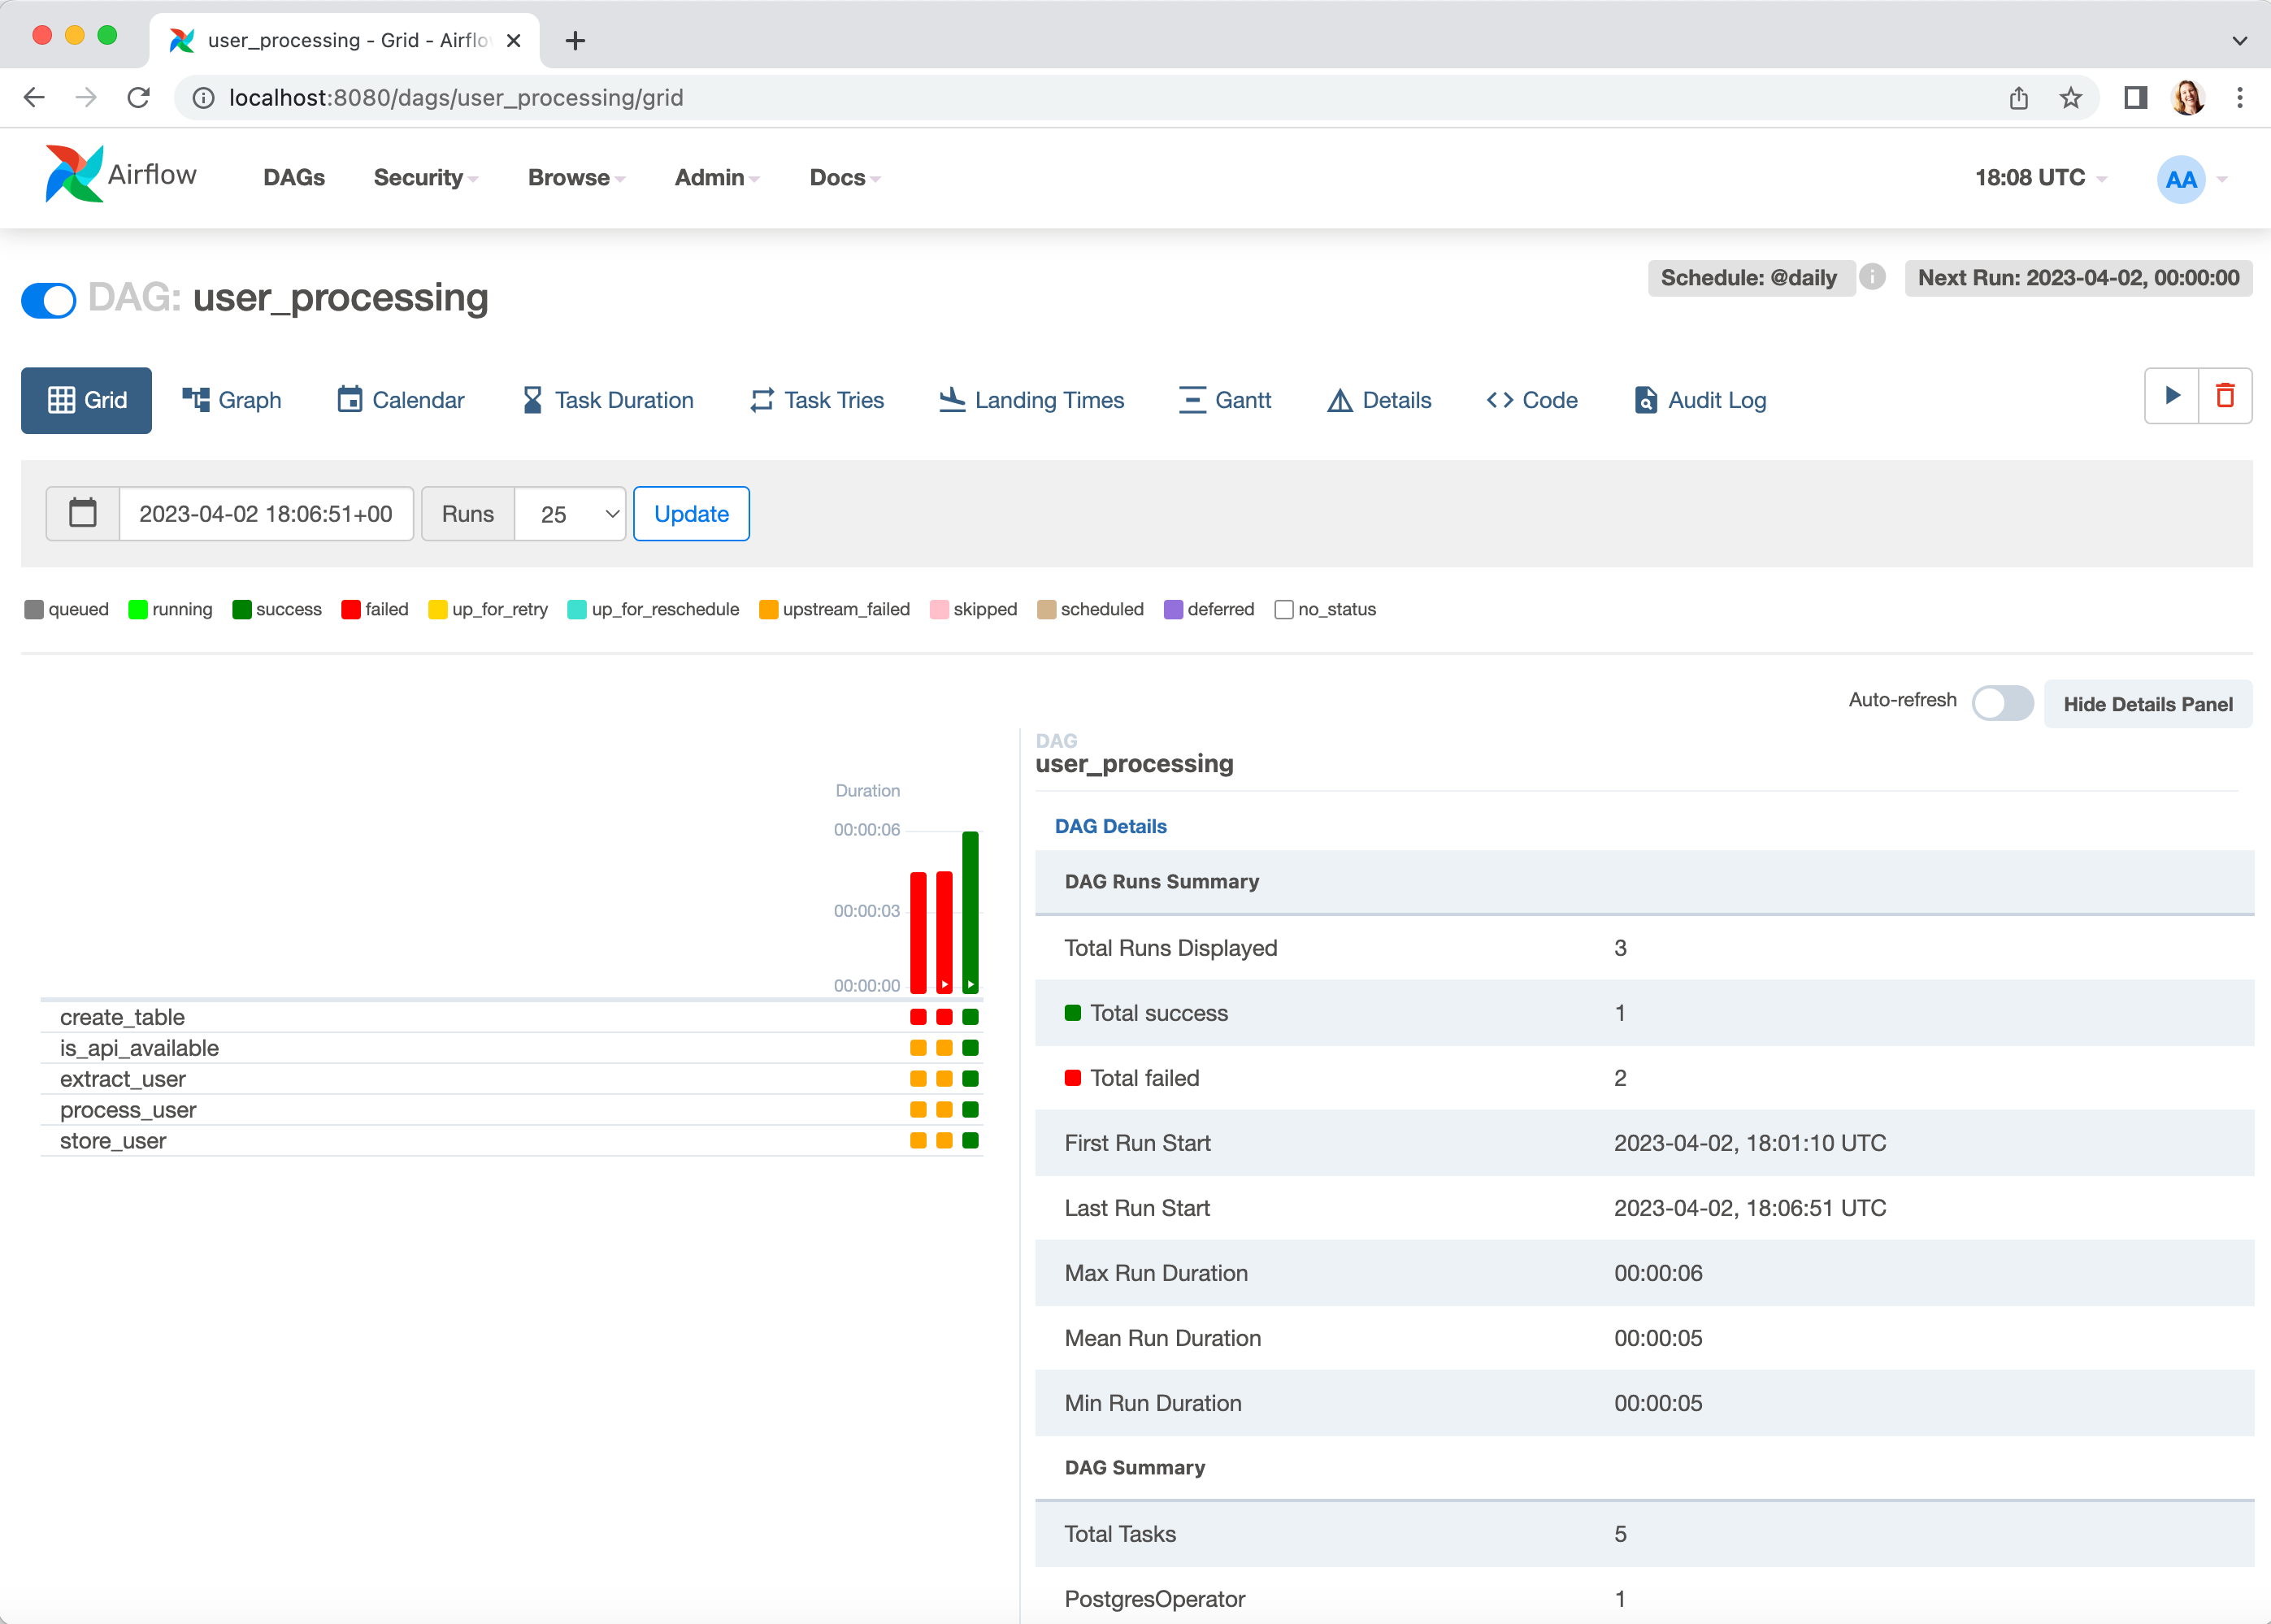 user_processing - Grid - Airflo
localhost:8080/dags/user_processing/grid
Airflow
DAGs
Security
Browse
Admin
Docs
18:08 UTC
AA
DAG: user_processing
Schedule: @daily
Next Run: 2023-04-02, 00:00:00
Grid
Graph
Calendar
Task Duration
Task Tries
Landing Times
Gantt
Details
Code
Audit Log
2023-04-02 18:06:51+00
Runs
25
Update
queued
running
success
failed
up_for_retry
up_for_reschedule
upstream_failed
skipped
scheduled
deferred
no_status
Auto-refresh
Hide Details Panel
Duration
00:00:06
00:00:03
00:00:00
create_table
is_api_available
extract_user
process_user
store_user
DAG
user_processing
DAG Details
DAG Runs Summary
Total Runs Displayed 3
Total success 1
Total failed 2
First Run Start 2023-04-02, 18:01:10 UTC
Last Run Start 2023-04-02, 18:06:51 UTC
Max Run Duration 00:00:06
Mean Run Duration 00:00:05
Min Run Duration 00:00:05
DAG Summary
Total Tasks 5
PostgresOperator 1